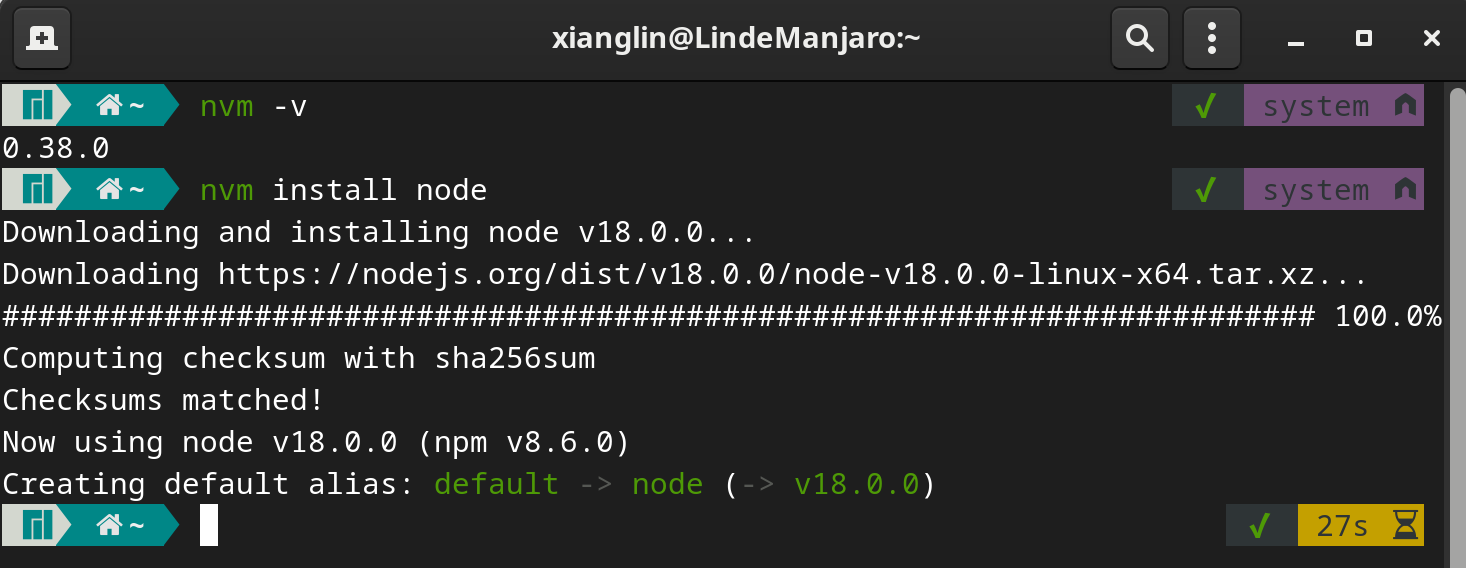 xianglin@LindeManjaro:~
~ nvm -v ✓ system
0.38.0
~ nvm install node ✓ system
Downloading and installing node v18.0.0...
Downloading https://nodejs.org/dist/v18.0.0/node-v18.0.0-linux-x64.tar.xz...
######################################################################### 100.0%
Computing checksum with sha256sum
Checksums matched!
Now using node v18.0.0 (npm v8.6.0)
Creating default alias: default -> node (-> v18.0.0)
~ ✓ 27s